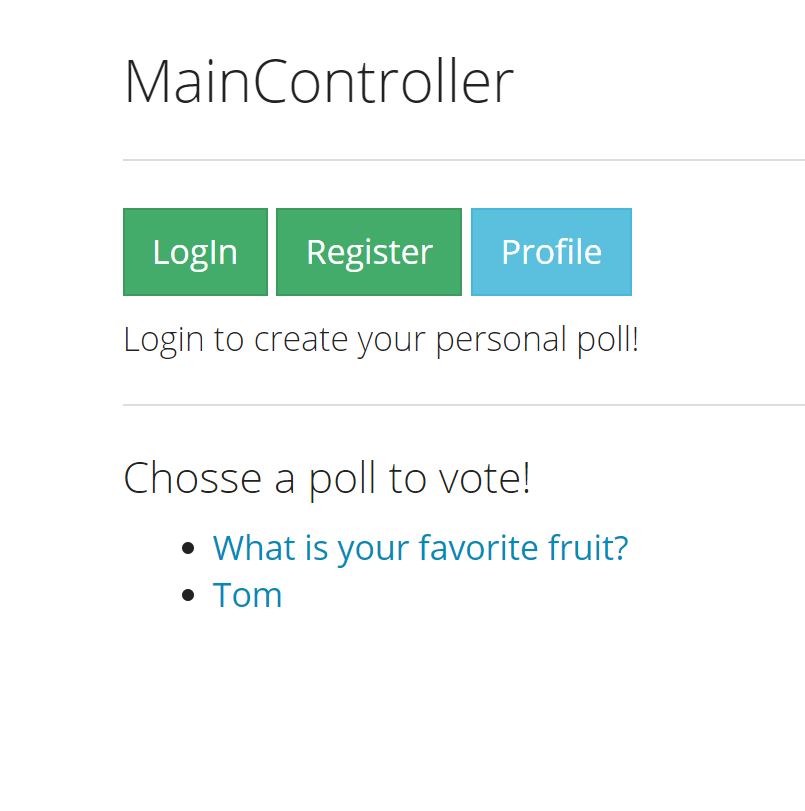 MainController
LogIn Register Profile
Login to create your personal poll!
Chosse a poll to vote!
What is your favorite fruit?
Tom